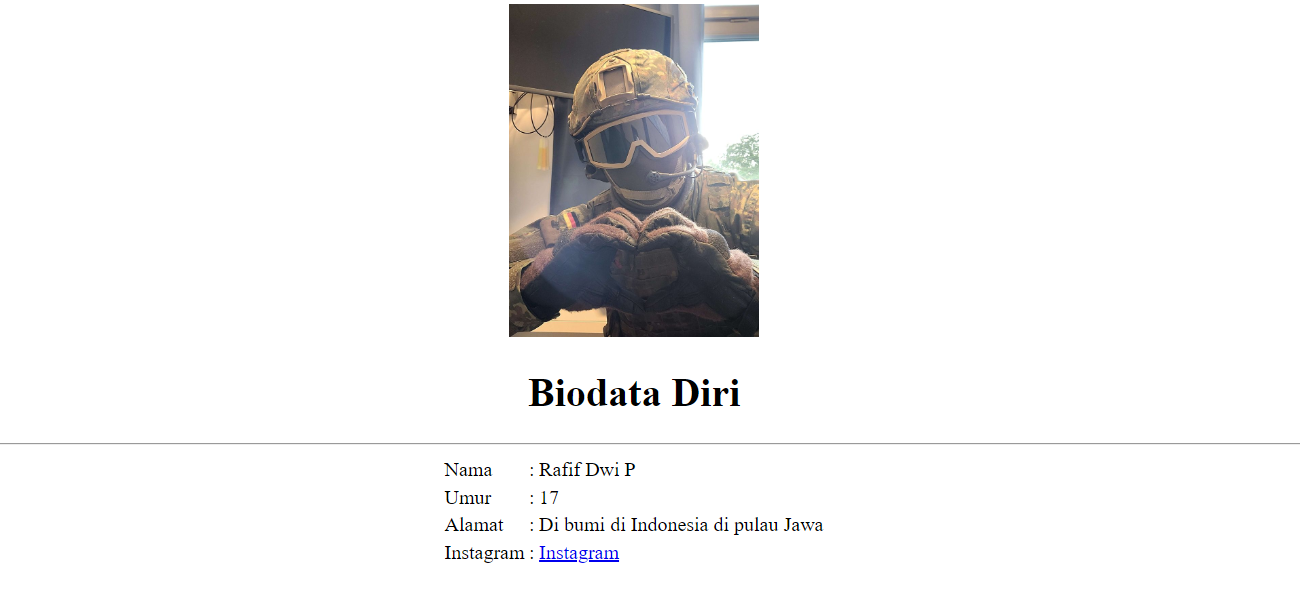 Biodata Diri
Nama : Rafif Dwi P
Umur : 17
Alamat : Di bumi di Indonesia di pulau Jawa
Instagram : Instagram